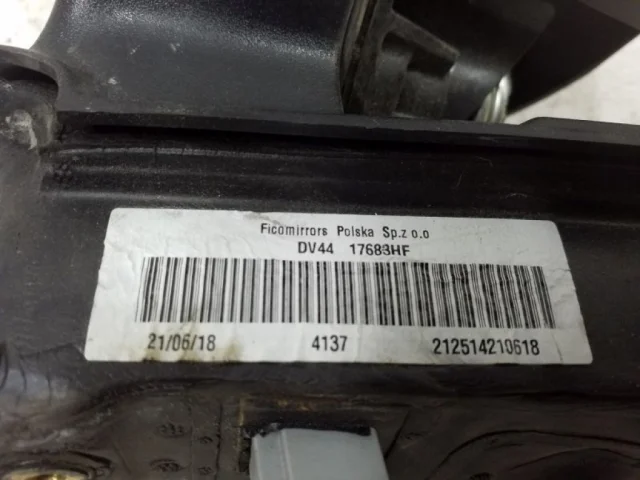 Ficomirrors Polska Sp.z o.o
DV44 17683HF
21/06/18 4137 212514210618